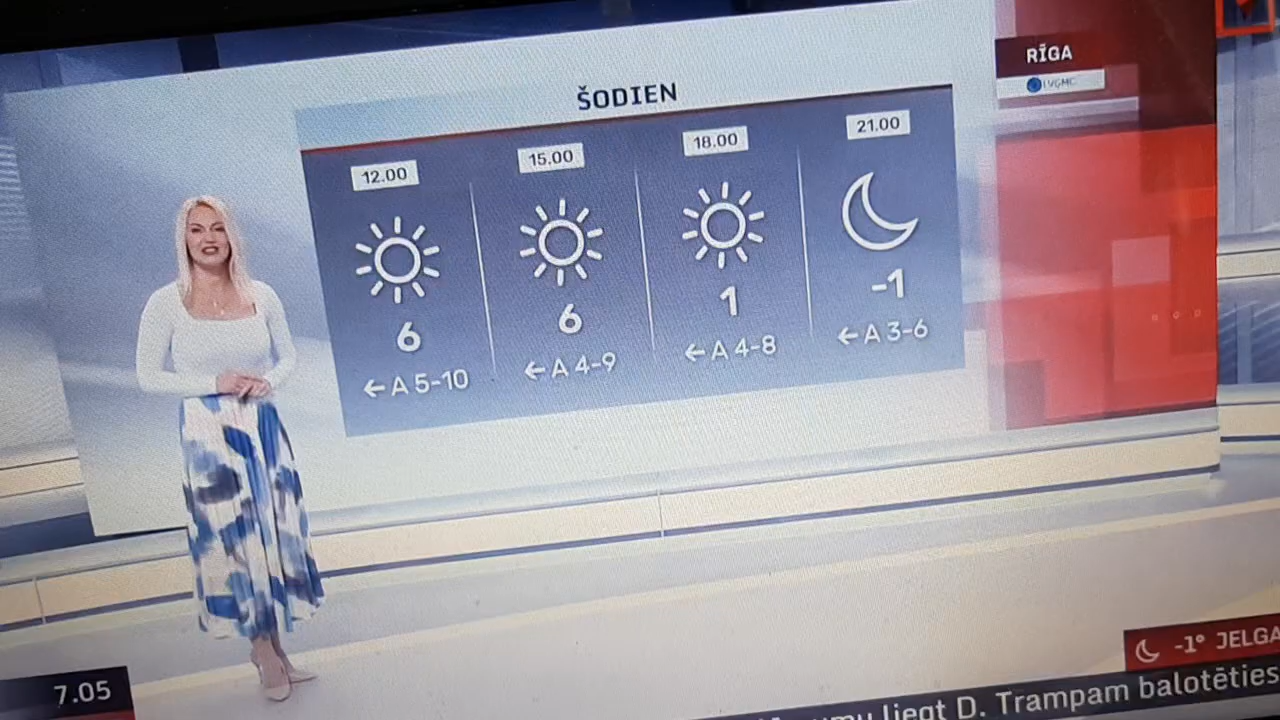 ŠODIEN
RĪGA
LVĢMC
12.00
15.00
18.00
21.00
6
6
1
-1
←A 5-10
←A 4-9
←A 4-8
←A 3-6
7.05
-1° JELGA
liegt D. Trampam balotēties